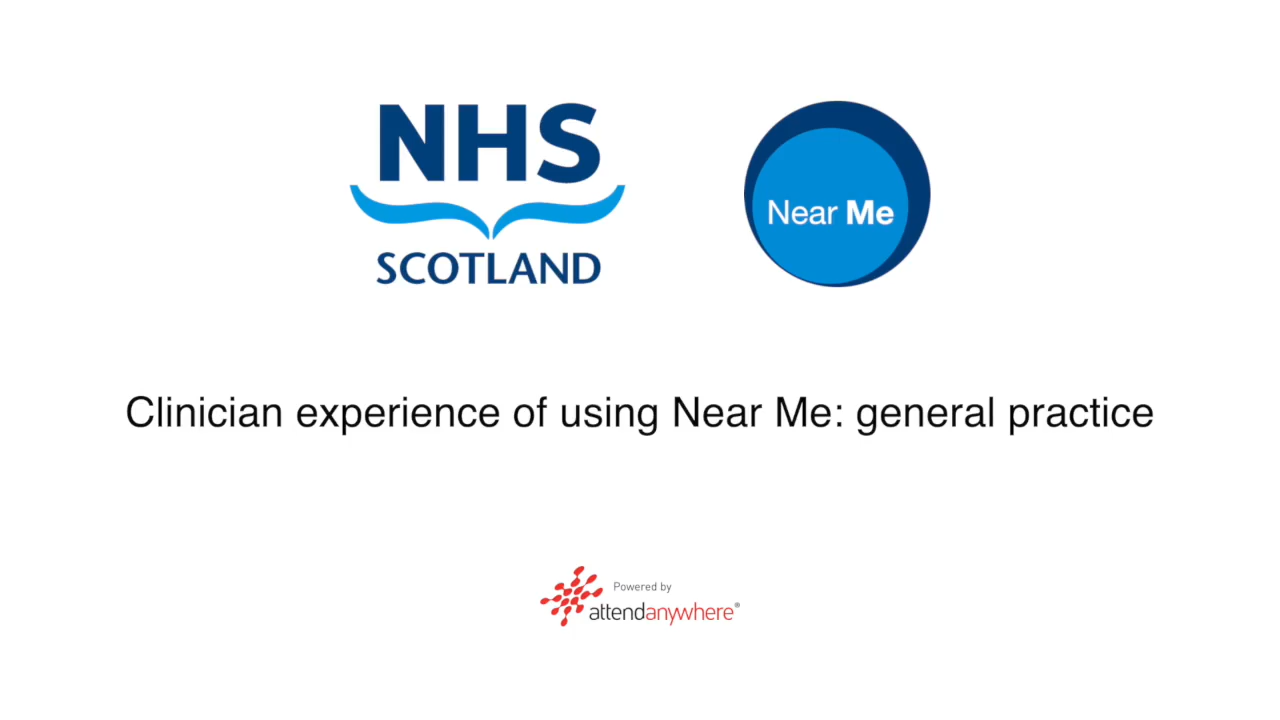 NHS
SCOTLAND
Near Me
Clinician experience of using Near Me: general practice
Powered by
attendanywhere®